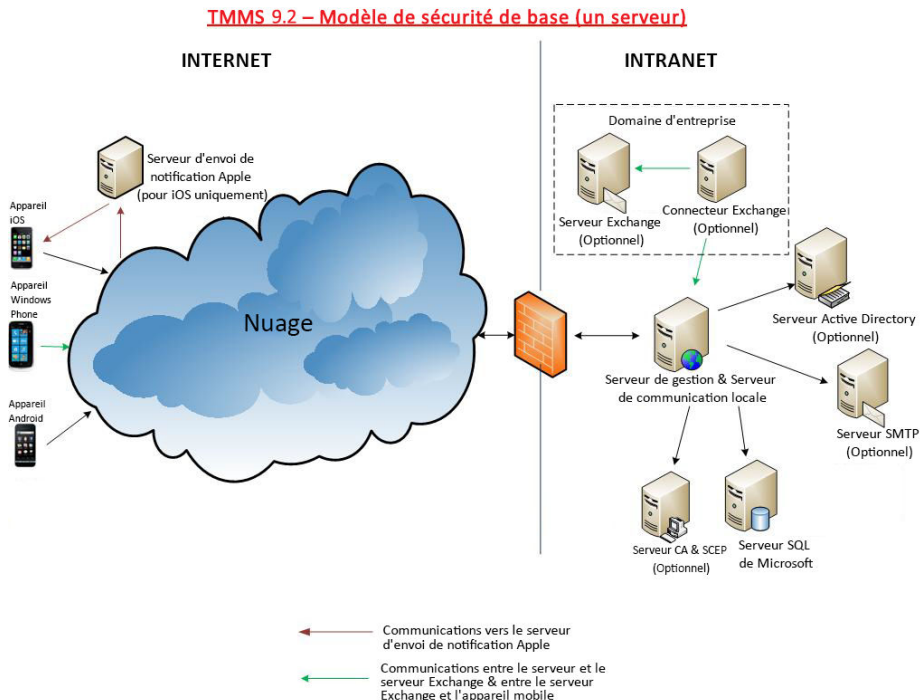 TMMS 9.2 – Modèle de sécurité de base (un serveur)
INTERNET
INTRANET
Domaine d'entreprise
Serveur d'envoi de
notification Apple
(pour iOS uniquement)
Appareil
iOS
Serveur Exchange
(Optionnel)
Connecteur Exchange
(Optionnel)
Appareil
Windows
Phone
Nuage
Serveur Active Directory
(Optionnel)
Serveur de gestion & Serveur
de communication locale
Appareil
Android
Serveur SMTP
(Optionnel)
Serveur CA & SCEP
(Optionnel)
Serveur SQL
de Microsoft
Communications vers le serveur
d'envoi de notification Apple
Communications entre le serveur et le
serveur Exchange & entre le serveur
Exchange et l'appareil mobile